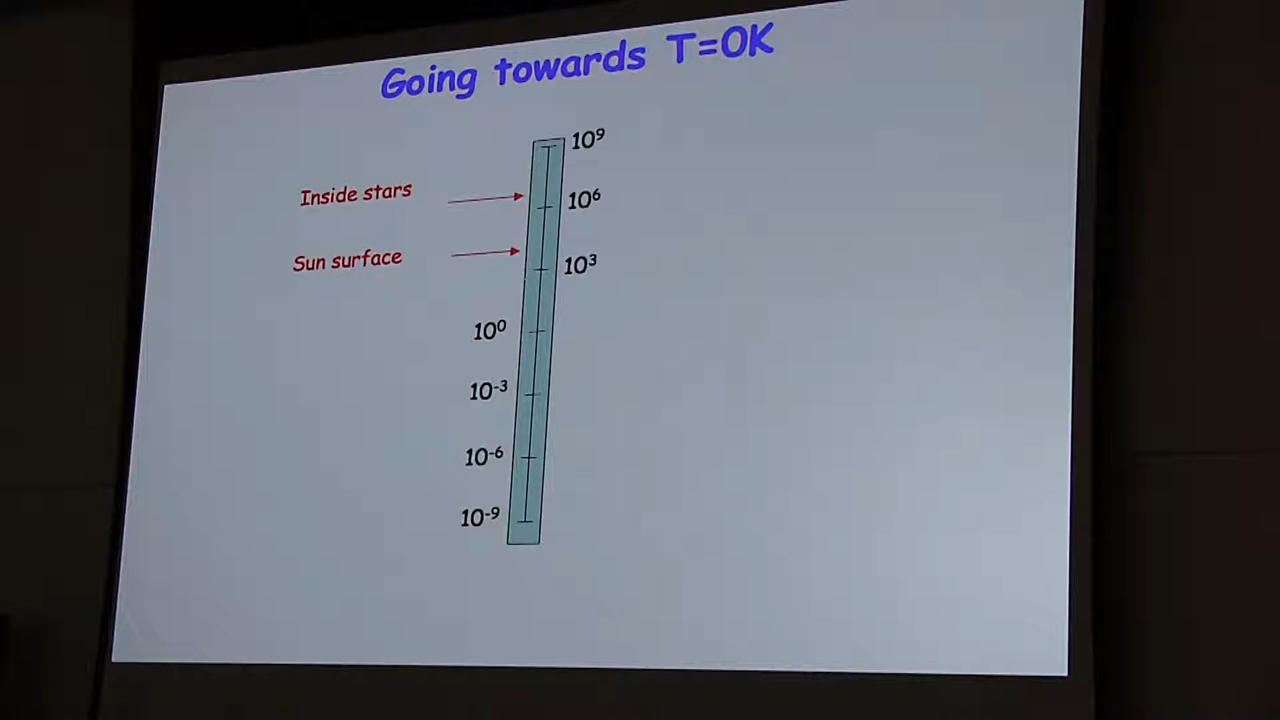 Going towards T=0K
10⁹
Inside stars
10⁶
Sun surface
10³
10⁰
10⁻³
10⁻⁶
10⁻⁹